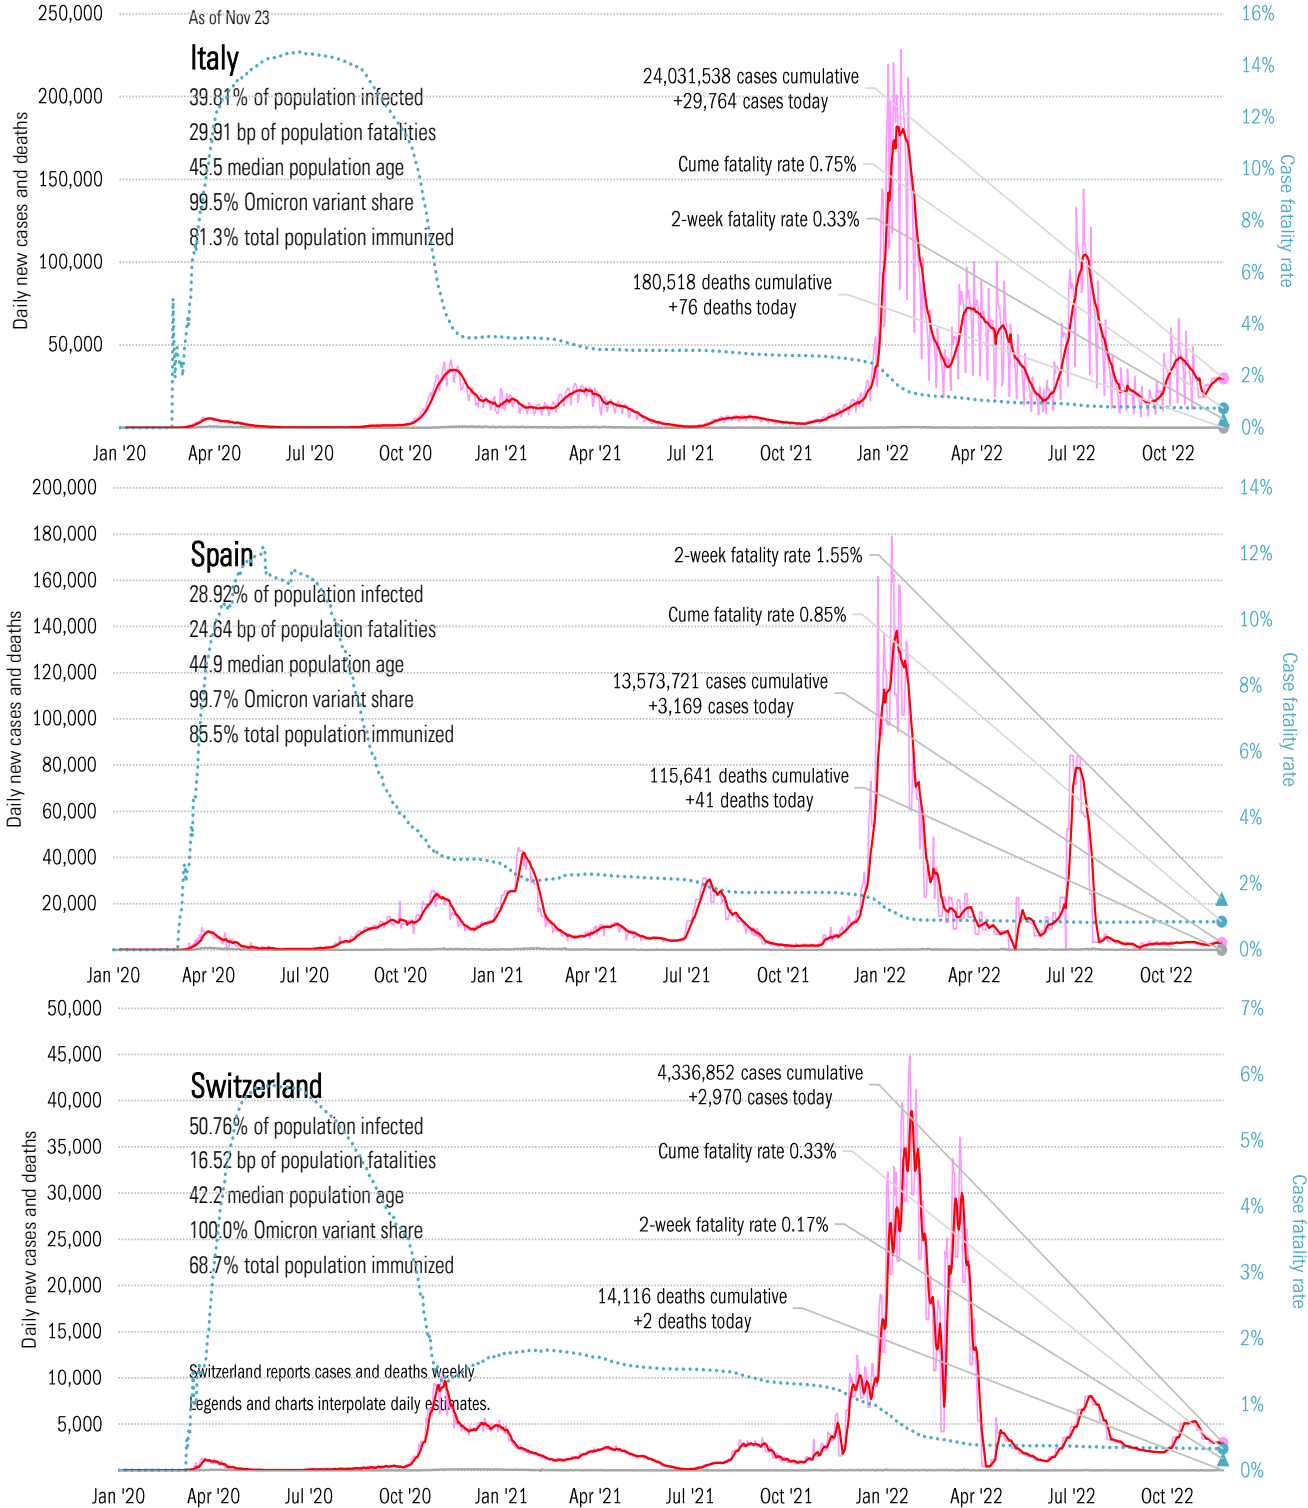 As of Nov 23
Italy
39.81% of population infected
29.91 bp of population fatalities
45.5 median population age
99.5% Omicron variant share
81.3% total population immunized
24,031,538 cases cumulative
+29,764 cases today
Cume fatality rate 0.75%
2-week fatality rate 0.33%
180,518 deaths cumulative
+76 deaths today
Daily new cases and deaths
250,000
200,000
150,000
100,000
50,000
Case fatality rate
16%
14%
12%
10%
8%
6%
4%
2%
0%
Jan '20 Apr '20 Jul '20 Oct '20 Jan '21 Apr '21 Jul '21 Oct '21 Jan '22 Apr '22 Jul '22 Oct '22
Spain
28.92% of population infected
24.64 bp of population fatalities
44.9 median population age
99.7% Omicron variant share
85.5% total population immunized
2-week fatality rate 1.55%
Cume fatality rate 0.85%
13,573,721 cases cumulative
+3,169 cases today
115,641 deaths cumulative
+41 deaths today
Daily new cases and deaths
200,000
180,000
160,000
140,000
120,000
100,000
80,000
60,000
40,000
20,000
Case fatality rate
14%
12%
10%
8%
6%
4%
2%
0%
Jan '20 Apr '20 Jul '20 Oct '20 Jan '21 Apr '21 Jul '21 Oct '21 Jan '22 Apr '22 Jul '22 Oct '22
Switzerland
50.76% of population infected
16.52 bp of population fatalities
42.2 median population age
100.0% Omicron variant share
68.7% total population immunized
Switzerland reports cases and deaths weekly.
Legends and charts interpolate daily estimates.
4,336,852 cases cumulative
+2,970 cases today
Cume fatality rate 0.33%
2-week fatality rate 0.17%
14,116 deaths cumulative
+2 deaths today
Daily new cases and deaths
50,000
45,000
40,000
35,000
30,000
25,000
20,000
15,000
10,000
5,000
Case fatality rate
7%
6%
5%
4%
3%
2%
1%
0%
Jan '20 Apr '20 Jul '20 Oct '20 Jan '21 Apr '21 Jul '21 Oct '21 Jan '22 Apr '22 Jul '22 Oct '22